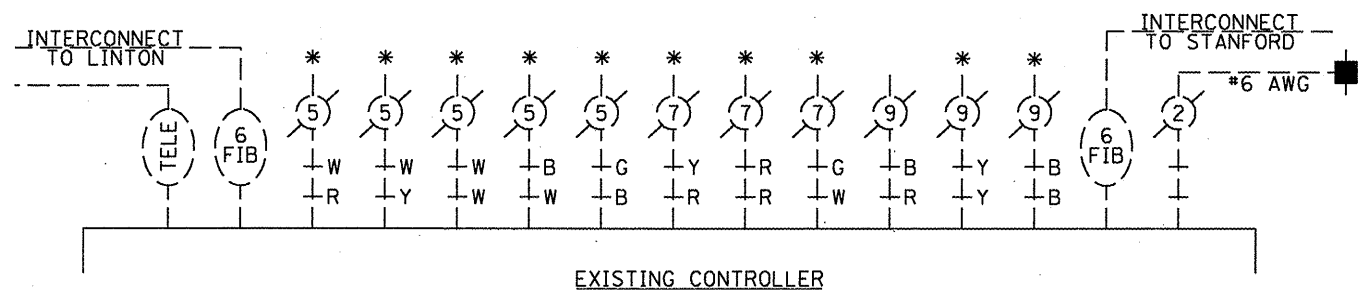 INTERCONNECT
TO LINTON
INTERCONNECT
TO STANFORD
#6 AWG
* * * * * * * * * *
TELE 6 FIB 5 5 5 5 5 7 7 7 9 9 9 6 FIB 2
W W W B G Y R G B Y B
R Y W W B R R W R Y B
EXISTING CONTROLLER